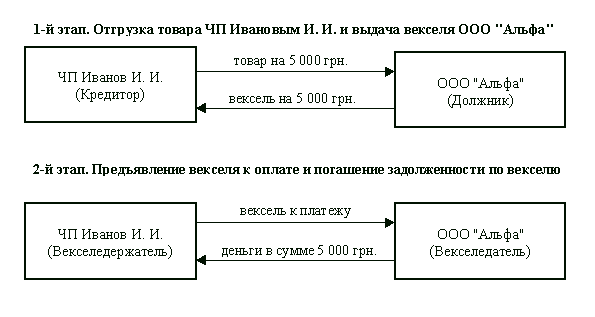 1-й этап. Отгрузка товара ЧП Ивановым И. И. и выдача векселя ООО "Альфа"
товар на 5 000 грн.
ЧП Иванов И. И.
(Кредитор)
ООО "Альфа"
(Должник)
вексель на 5 000 грн.
2-й этап. Предъявление векселя к оплате и погашение задолженности по векселю
вексель к платежу
ЧП Иванов И. И.
(Векселедержатель)
ООО "Альфа"
(Векселедатель)
деньги в сумме 5 000 грн.